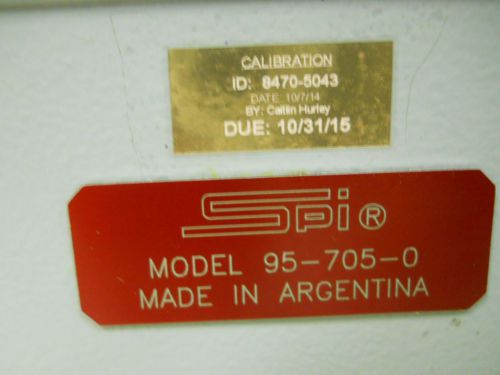 CALIBRATION
ID: 8470-5043
DATE 10/7/14
BY: Caitlin Hurley
DUE: 10/31/15
SPi®
MODEL 95-705-0
MADE IN ARGENTINA